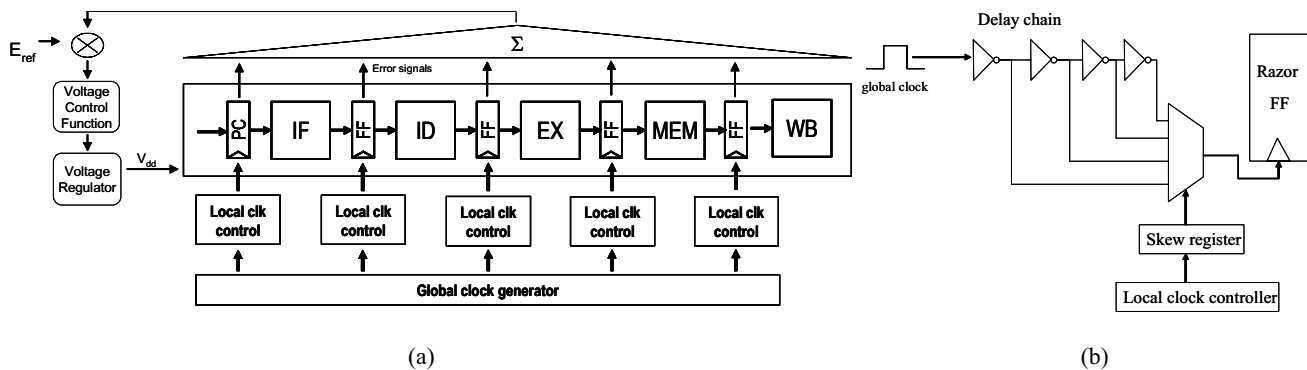 E_ref
Voltage
Control
Function
Voltage
Regulator
V_dd
Σ
Error signals
PC
IF
FF
ID
FF
EX
FF
MEM
FF
WB
Local clk
control
Local clk
control
Local clk
control
Local clk
control
Local clk
control
Global clock generator
(a)
Delay chain
global clock
Razor
FF
Skew register
Local clock controller
(b)